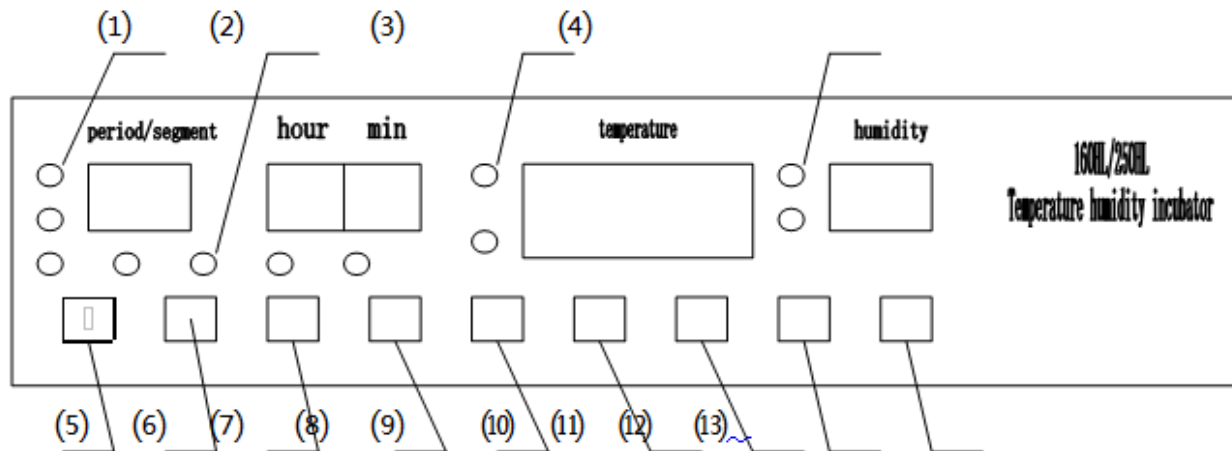 (1) (2) (3) (4)
period/segment hour min temperature humidity
160HL/250HL
Temperature humidity incubator
(5) (6) (7) (8) (9) (10) (11) (12) (13)